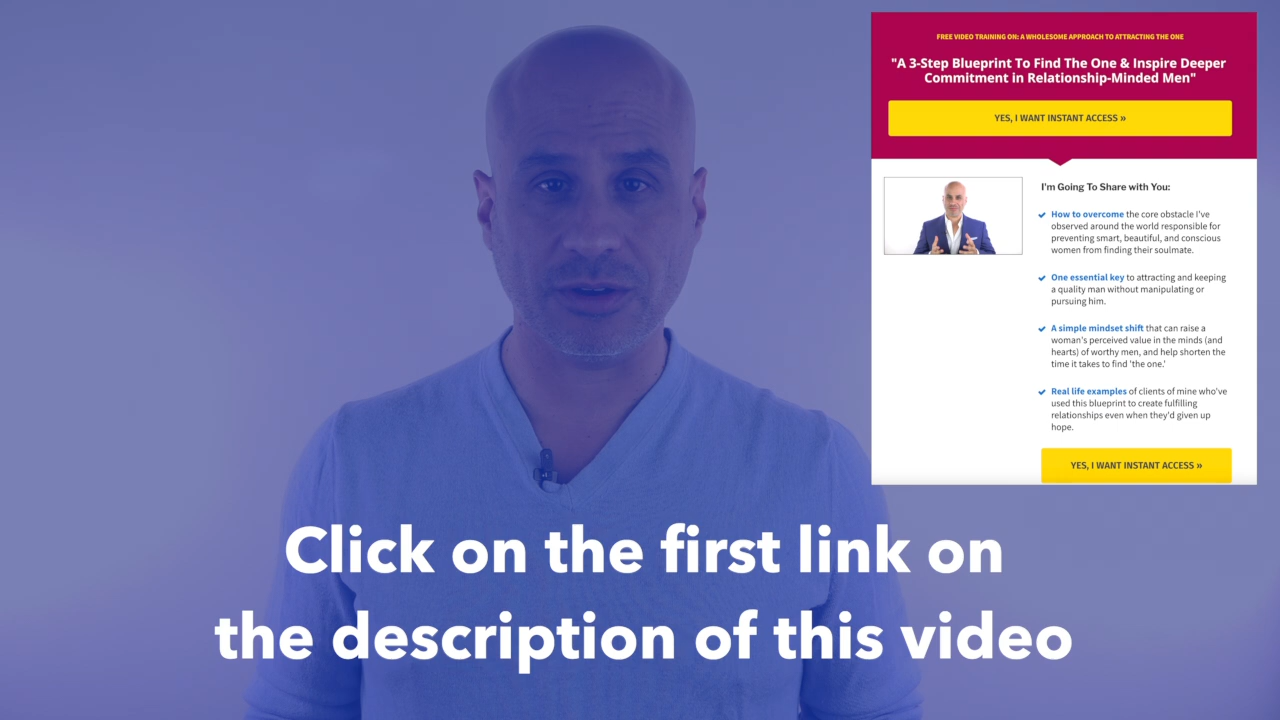 FREE VIDEO TRAINING ON: A WHOLESOME APPROACH TO ATTRACTING THE ONE
"A 3-Step Blueprint To Find The One & Inspire Deeper
Commitment in Relationship-Minded Men"
YES, I WANT INSTANT ACCESS »
I'm Going To Share with You:
How to overcome the core obstacle I've
observed around the world responsible for
preventing smart, beautiful, and conscious
women from finding their soulmate.
One essential key to attracting and keeping
a quality man without manipulating or
pursuing him.
A simple mindset shift that can raise a
woman's perceived value in the minds (and
hearts) of worthy men, and help shorten the
time it takes to find 'the one.'
Real life examples of clients of mine who've
used this blueprint to create fulfilling
relationships even when they'd given up
hope.
YES, I WANT INSTANT ACCESS »
Click on the first link on
the description of this video